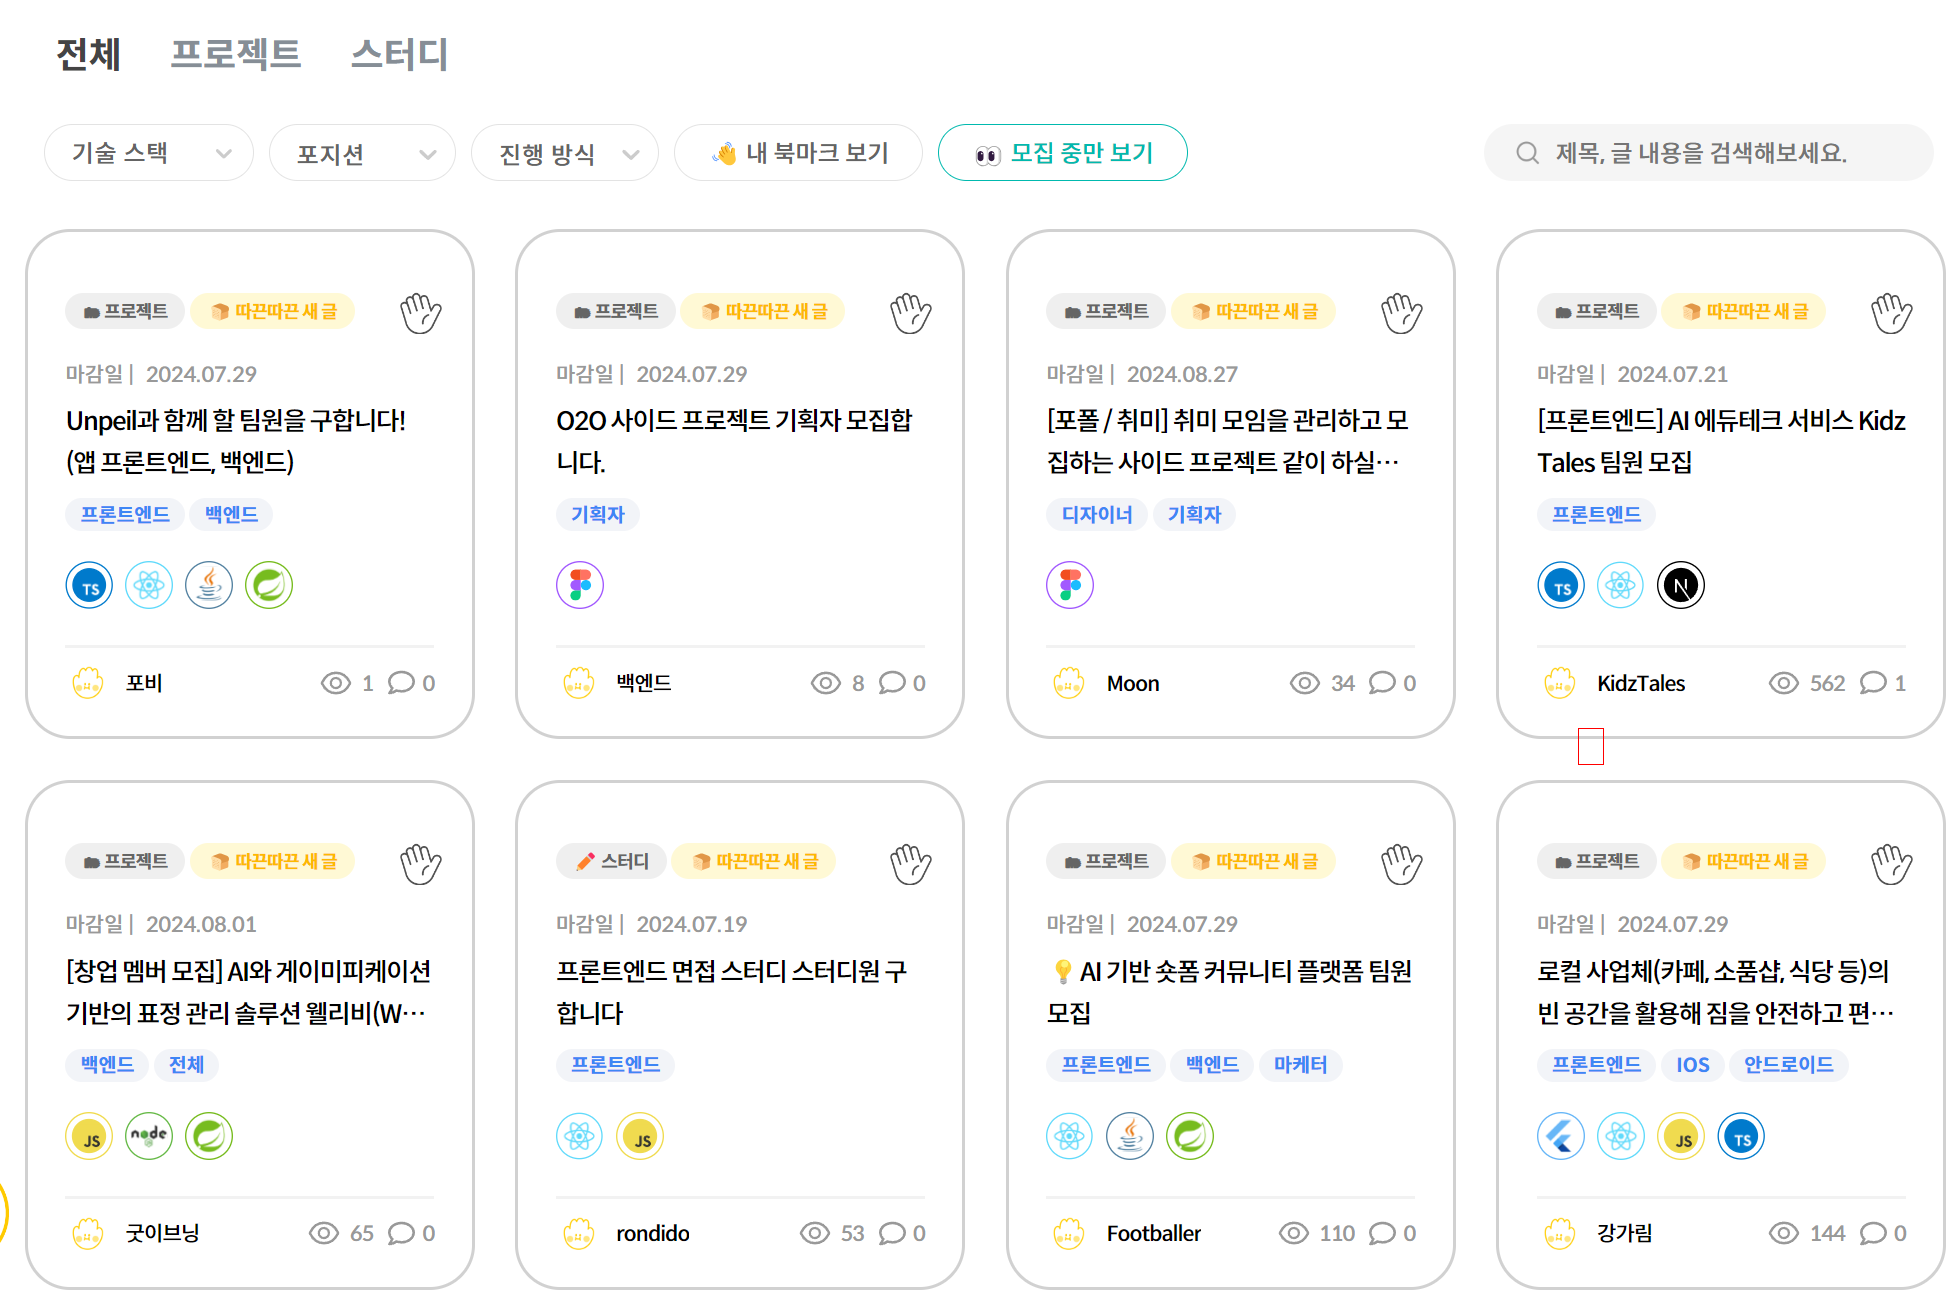 전체 프로젝트 스터디
기술 스택 포지션 진행 방식 👋 내 북마크 보기 👀 모집 중만 보기 제목, 글 내용을 검색해보세요.
프로젝트 따끈따끈 새 글
마감일 | 2024.07.29
Unpeil과 함께 할 팀원을 구합니다!
(앱 프론트엔드, 백엔드)
프론트엔드 백엔드
TS
포비 1 0
프로젝트 따끈따끈 새 글
마감일 | 2024.07.29
O2O 사이드 프로젝트 기획자 모집합
니다.
기획자
백엔드 8 0
프로젝트 따끈따끈 새 글
마감일 | 2024.08.27
[포폴 / 취미] 취미 모임을 관리하고 모
집하는 사이드 프로젝트 같이 하실…
디자이너 기획자
Moon 34 0
프로젝트 따끈따끈 새 글
마감일 | 2024.07.21
[프론트엔드] AI 에듀테크 서비스 Kidz
Tales 팀원 모집
프론트엔드
TS N
KidzTales 562 1
프로젝트 따끈따끈 새 글
마감일 | 2024.08.01
[창업 멤버 모집] AI와 게이미피케이션
기반의 표정 관리 솔루션 웰리비(W…
백엔드 전체
JS node
굿이브닝 65 0
스터디 따끈따끈 새 글
마감일 | 2024.07.19
프론트엔드 면접 스터디 스터디원 구
합니다
프론트엔드
JS
rondido 53 0
프로젝트 따끈따끈 새 글
마감일 | 2024.07.29
💡 AI 기반 숏폼 커뮤니티 플랫폼 팀원
모집
프론트엔드 백엔드 마케터
Footballer 110 0
프로젝트 따끈따끈 새 글
마감일 | 2024.07.29
로컬 사업체(카페, 소품샵, 식당 등)의
빈 공간을 활용해 짐을 안전하고 편…
프론트엔드 IOS 안드로이드
JS TS
강가림 144 0